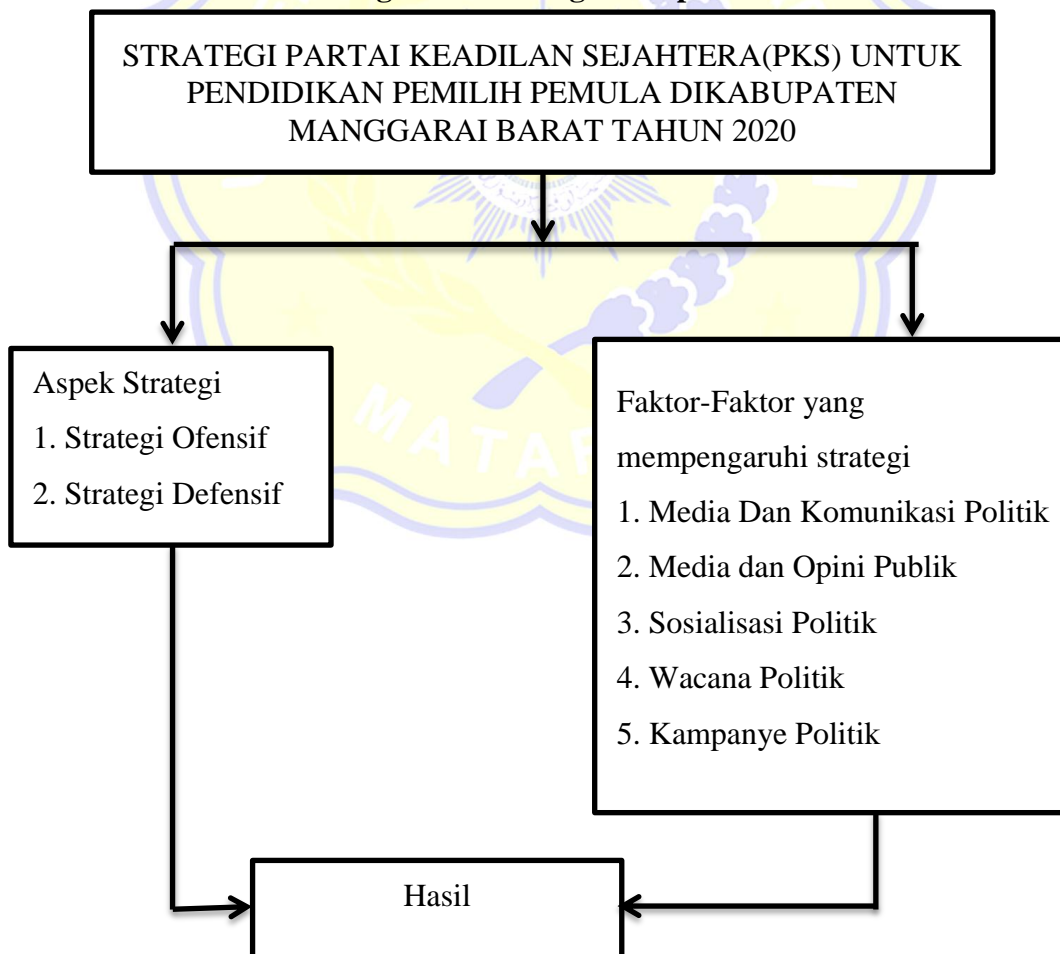 STRATEGI PARTAI KEADILAN SEJAHTERA(PKS) UNTUK
PENDIDIKAN PEMILIH PEMULA DIKABUPATEN
MANGGARAI BARAT TAHUN 2020
Aspek Strategi
1. Strategi Ofensif
2. Strategi Defensif
Faktor-Faktor yang
mempengaruhi strategi
1. Media Dan Komunikasi Politik
2. Media dan Opini Publik
3. Sosialisasi Politik
4. Wacana Politik
5. Kampanye Politik
Hasil